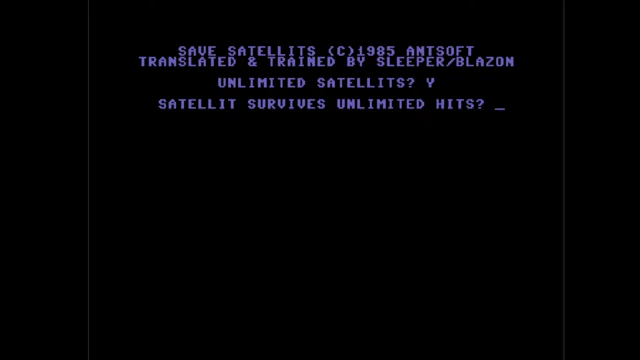 SAVE SATELLITS (C)1985 ANTSOFT
TRANSLATED & TRAINED BY SLEEPER/BLAZON
UNLIMITED SATELLITS? Y
SATELLIT SURVIVES UNLIMITED HITS? _